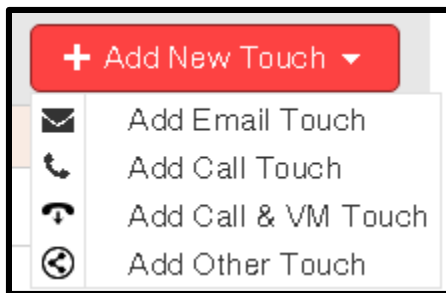 Add New Touch
Add Email Touch
Add Call Touch
Add Call & VM Touch
Add Other Touch